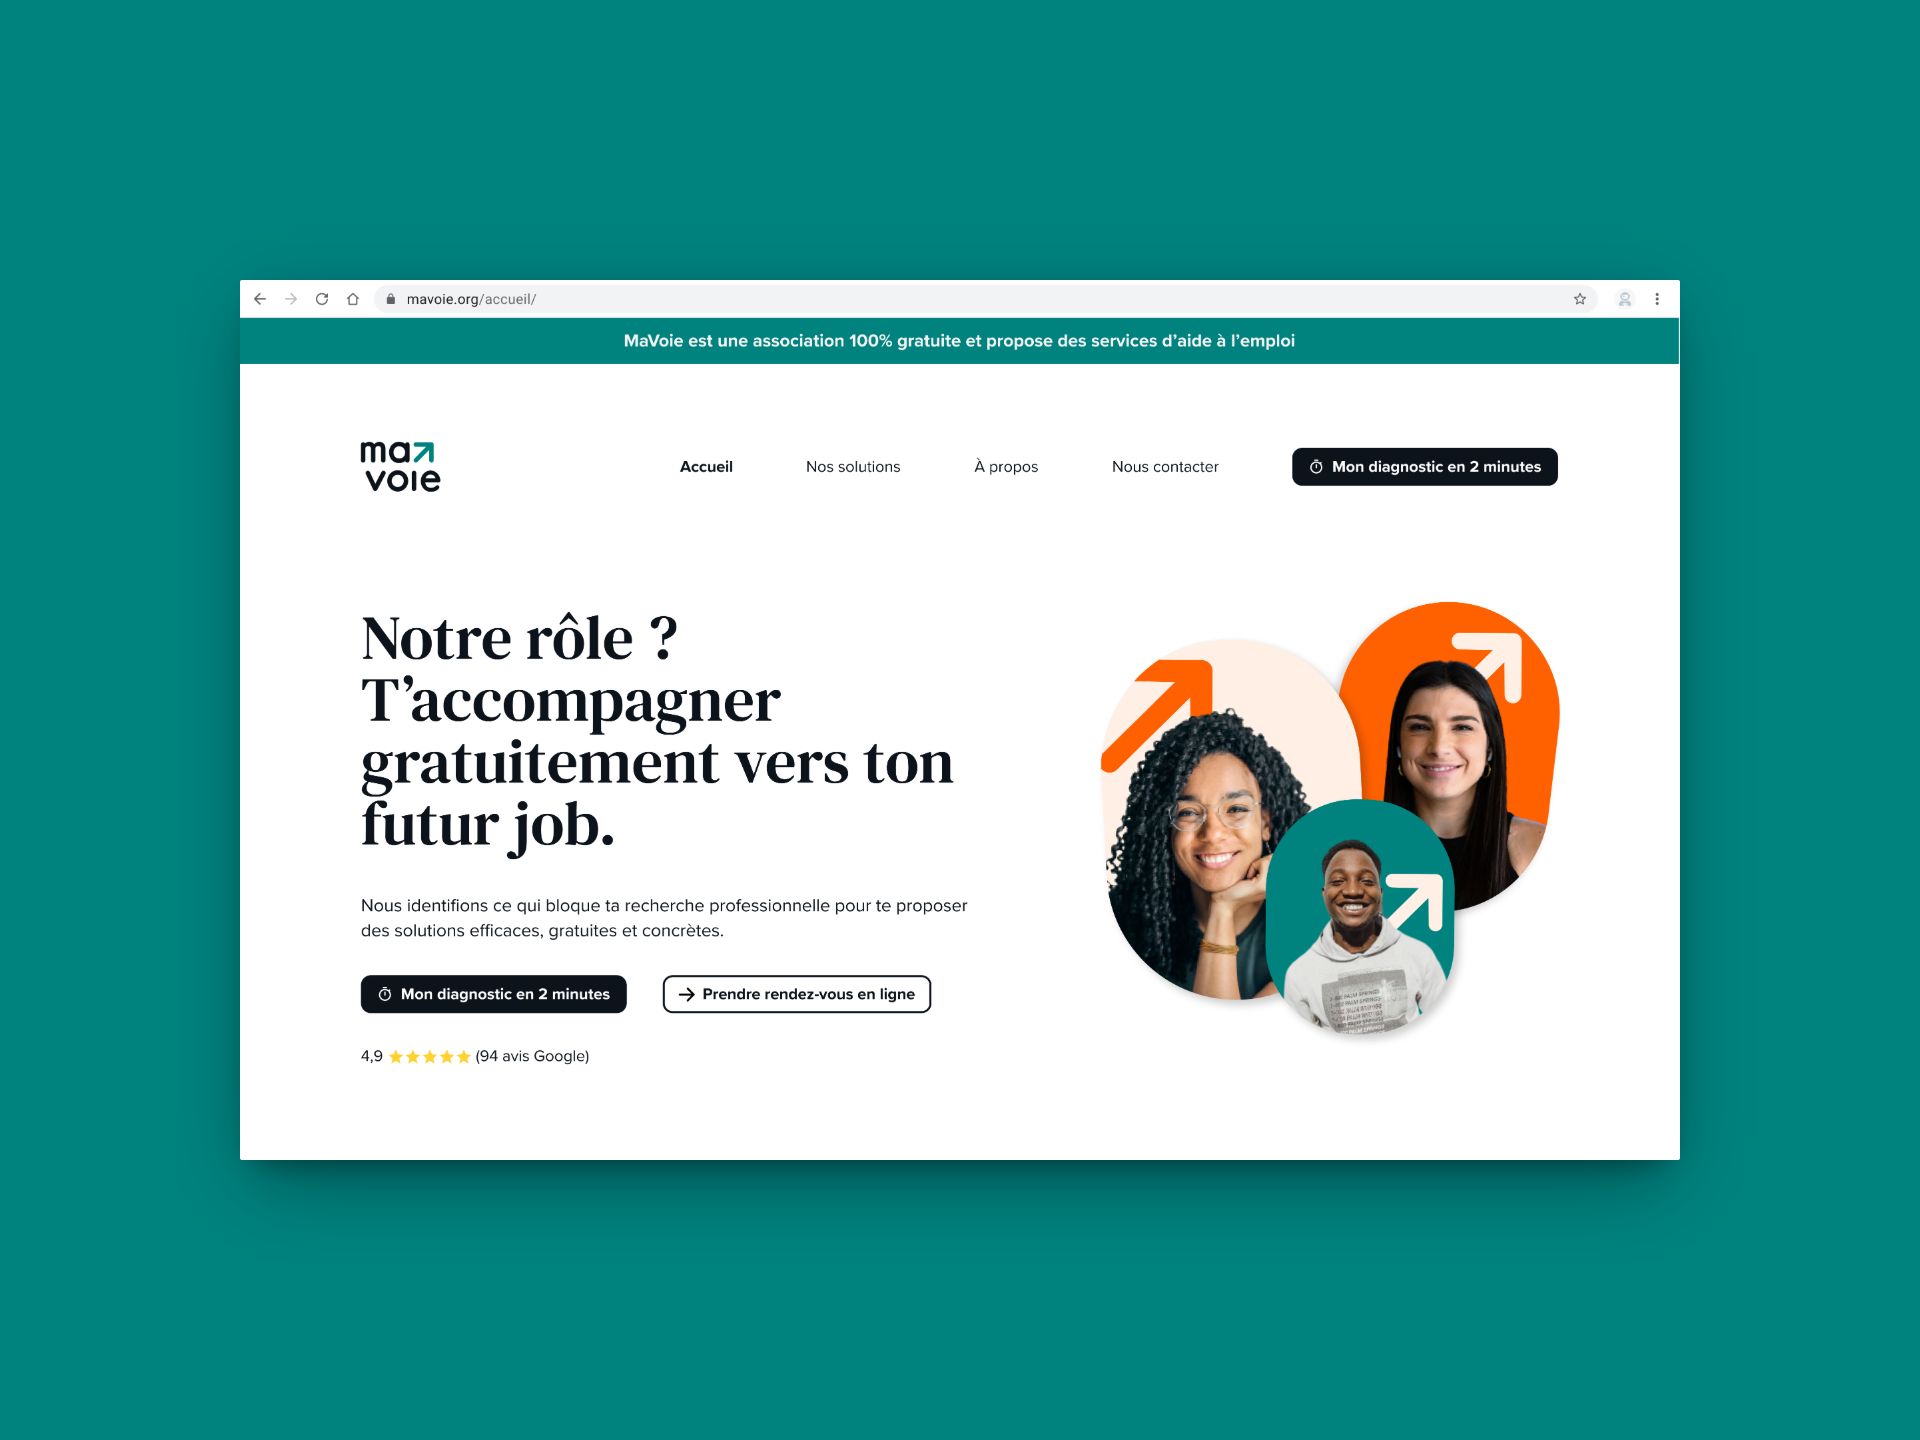 mavoie.org/accueil/
MaVoie est une association 100% gratuite et propose des services d’aide à l’emploi
ma
voie
Accueil
Nos solutions
À propos
Nous contacter
Mon diagnostic en 2 minutes
Notre rôle ?
T’accompagner
gratuitement vers ton
futur job.
Nous identifions ce qui bloque ta recherche professionnelle pour te proposer
des solutions efficaces, gratuites et concrètes.
Mon diagnostic en 2 minutes
Prendre rendez-vous en ligne
4,9 ⭐⭐⭐⭐⭐ (94 avis Google)